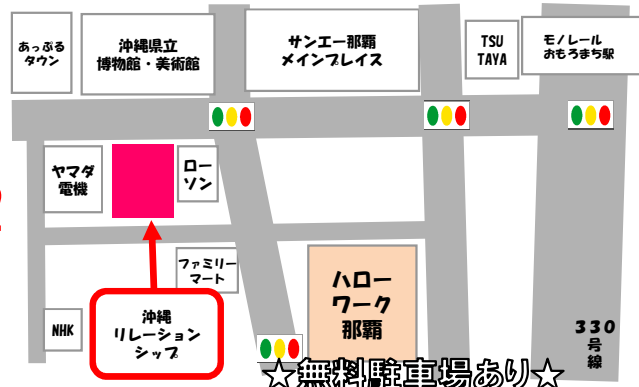 あっぷる
タウン
沖縄県立
博物館・美術館
サンエー那覇
メインプレイス
TSU
TAYA
モノレール
おもろまち駅
ヤマダ
電機
ロー
ソン
ファミリー
マート
ハロー
ワーク
那覇
NHK
沖縄
リレーション
シップ
330
号
線
★無料駐車場あり★